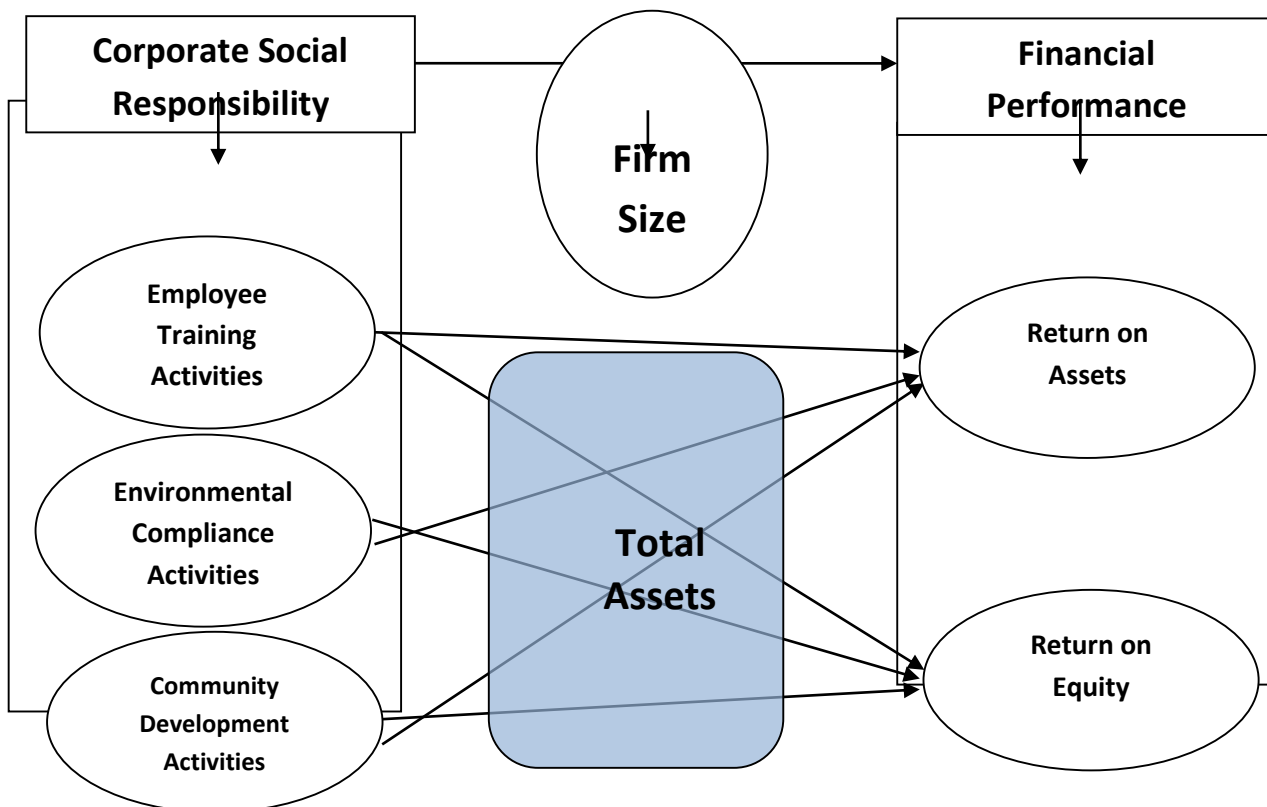 Corporate Social
Responsibility
Firm
Size
Financial
Performance
Employee
Training
Activities
Environmental
Compliance
Activities
Community
Development
Activities
Total
Assets
Return on
Assets
Return on
Equity